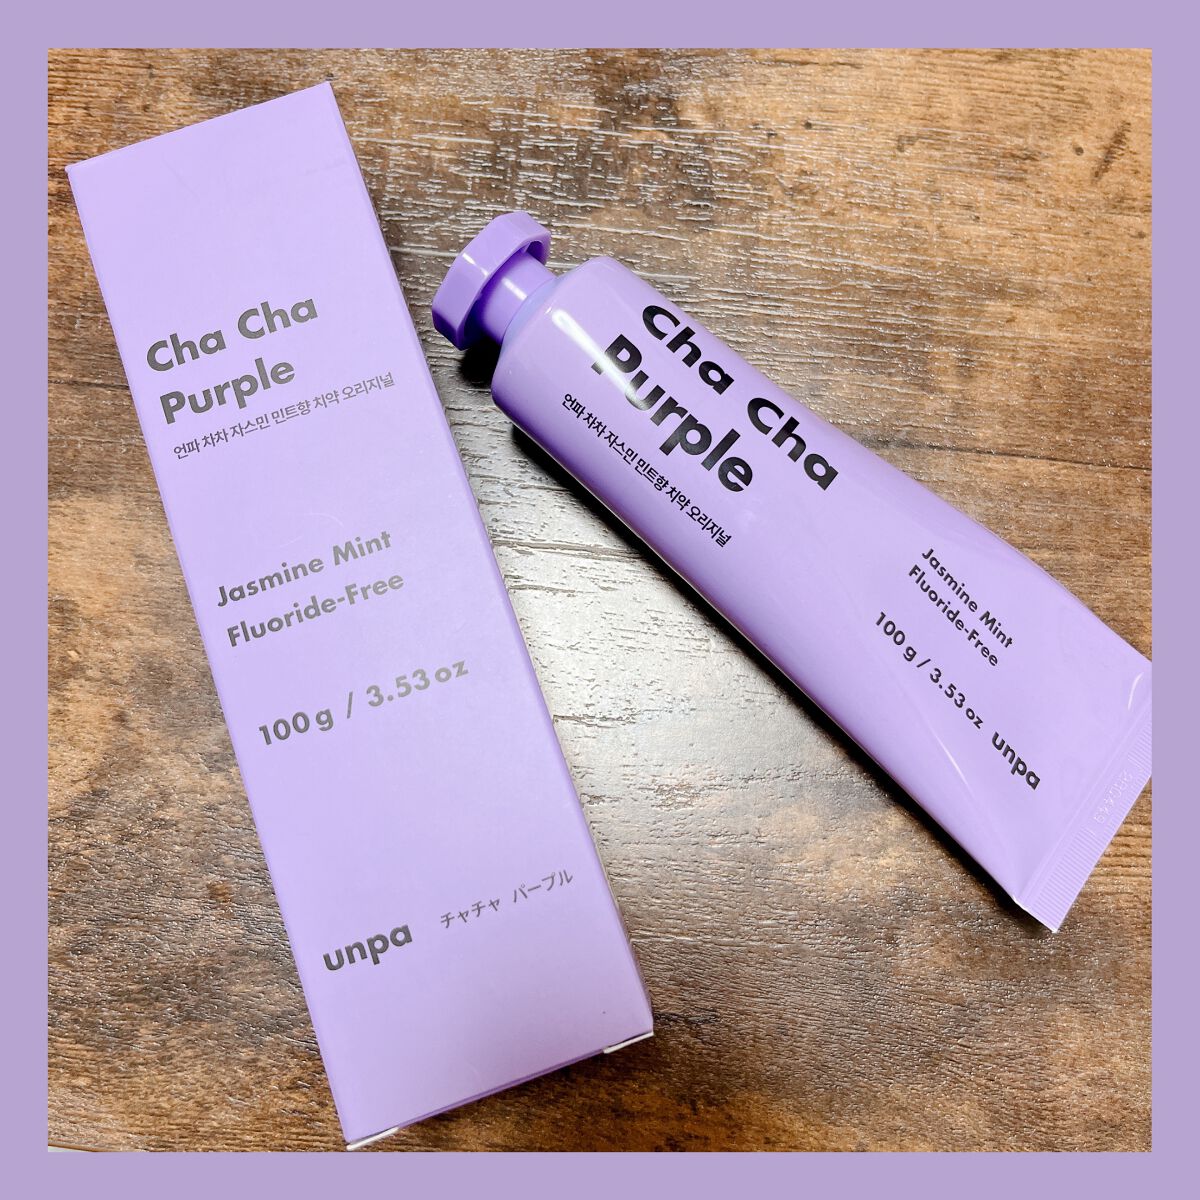 Cha Cha
Purple
언파 차차 자스민 민트향 치약 오리지널
Jasmine Mint
Fluoride-Free
100 g / 3.53 oz
unpa チャチャ パープル
Cha Cha
Purple
언파 차차 자스민 민트향 치약 오리지널
Jasmine Mint
Fluoride-Free
100 g / 3.53 oz
unpa